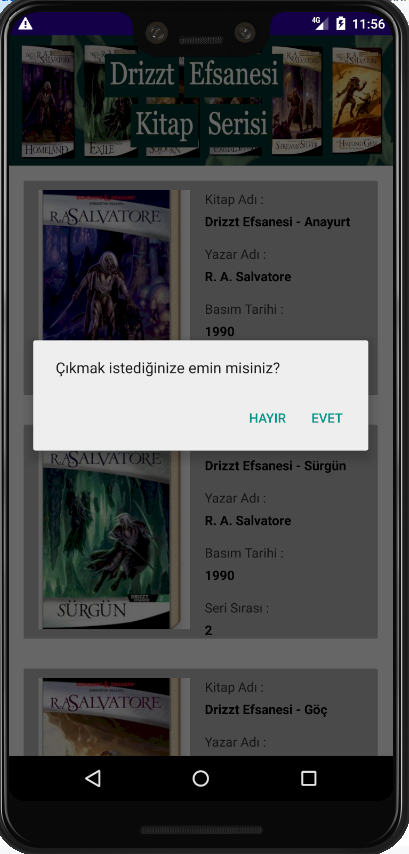 4G 11:56
Drizzt Efsanesi
Kitap Serisi
HOMELAND
EXILE
SOJOURN
Kitap Adı :
Drizzt Efsanesi - Anayurt
Yazar Adı :
R. A. Salvatore
Basım Tarihi :
1990
R.A. SALVATORE
Çıkmak istediğinize emin misiniz?
HAYIR EVET
R.A. SALVATORE
SÜRGÜN
Drizzt Efsanesi - Sürgün
Yazar Adı :
R. A. Salvatore
Basım Tarihi :
1990
Seri Sırası :
2
R.A. SALVATORE
Kitap Adı :
Drizzt Efsanesi - Göç
Yazar Adı :